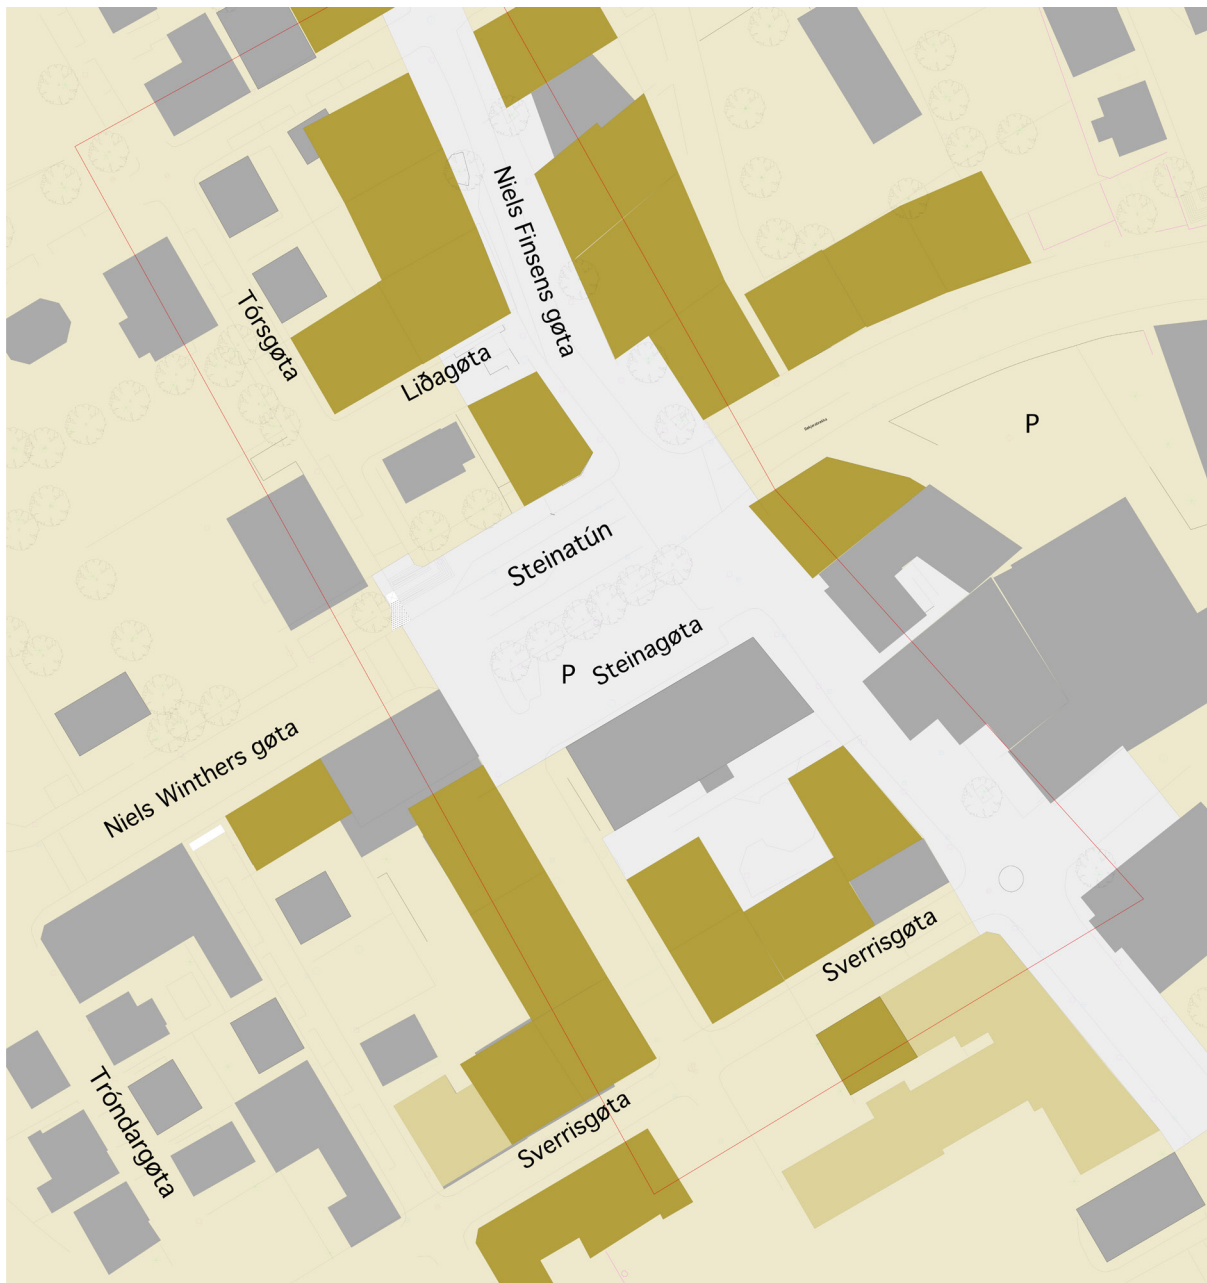 Niels Finsens gøta
Tórsgøta
Liðagøta
P
Steinatún
Steinagøta
P
Niels Winthers gøta
Sverrisgøta
Tróndargøta
Sverrisgøta